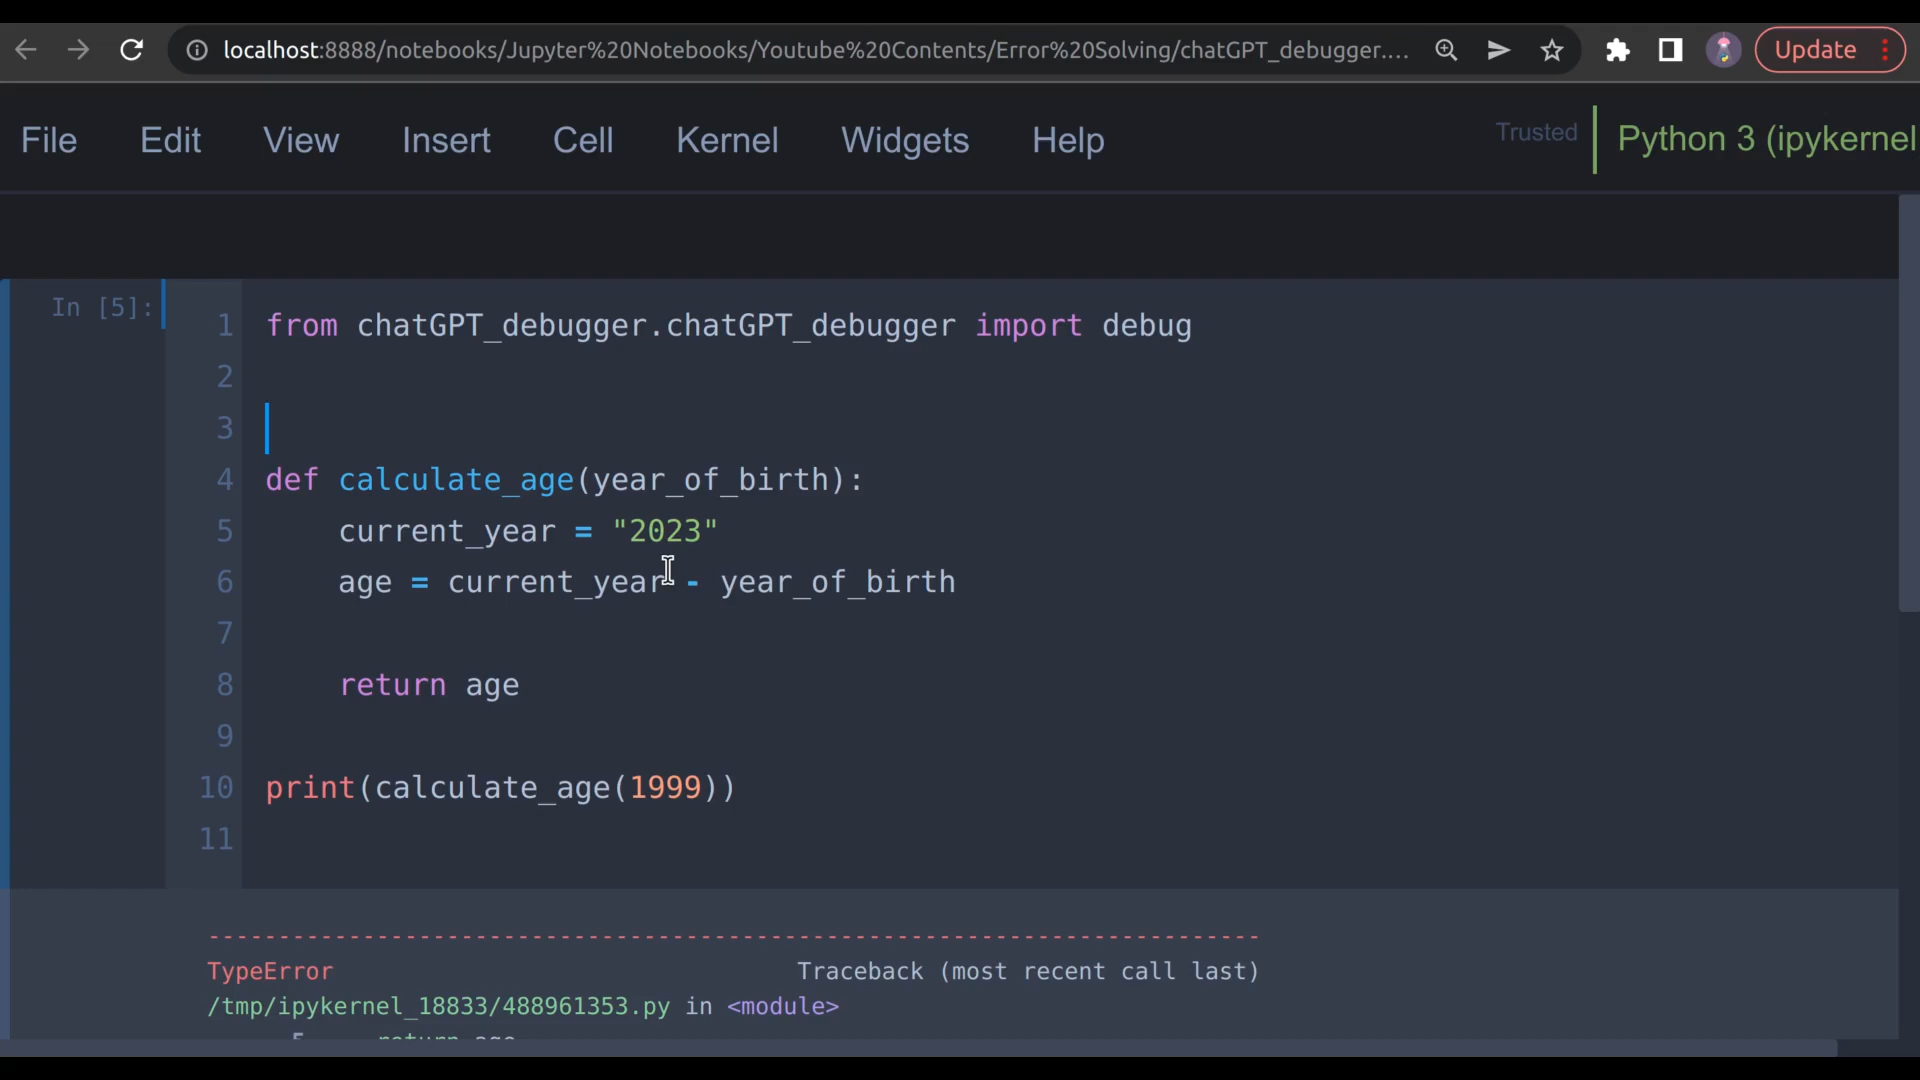 localhost:8888/notebooks/Jupyter%20Notebooks/Youtube%20Contents/Error%20Solving/chatGPT_debugger.... Update
File Edit View Insert Cell Kernel Widgets Help Trusted Python 3 (ipykernel
In [5]:
1 from chatGPT_debugger.chatGPT_debugger import debug
2
3
4 def calculate_age(year_of_birth):
5     current_year = "2023"
6     age = current_year - year_of_birth
7
8     return age
9
10 print(calculate_age(1999))
11
---------------------------------------------------------------------------
TypeError                                 Traceback (most recent call last)
/tmp/ipykernel_18833/488961353.py in <module>
5     return age